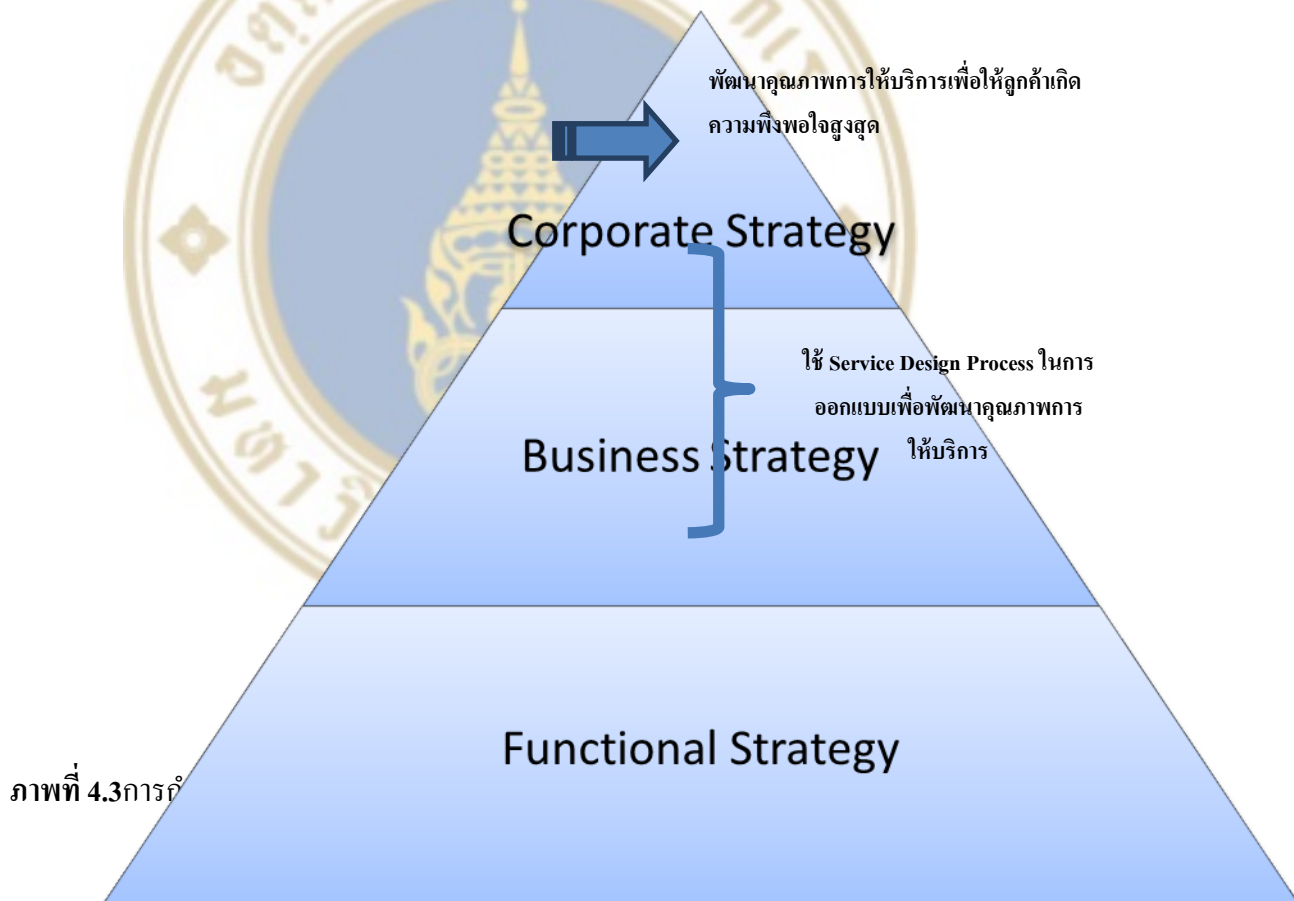 พัฒนาคุณภาพการให้บริการเพื่อให้ลูกค้าเกิด
ความพึงพอใจสูงสุด
Corporate Strategy
ใช้ Service Design Process ในการ
ออกแบบเพื่อพัฒนาคุณภาพการ
ให้บริการ
Business Strategy
Functional Strategy
ภาพที่ 4.3การกำ